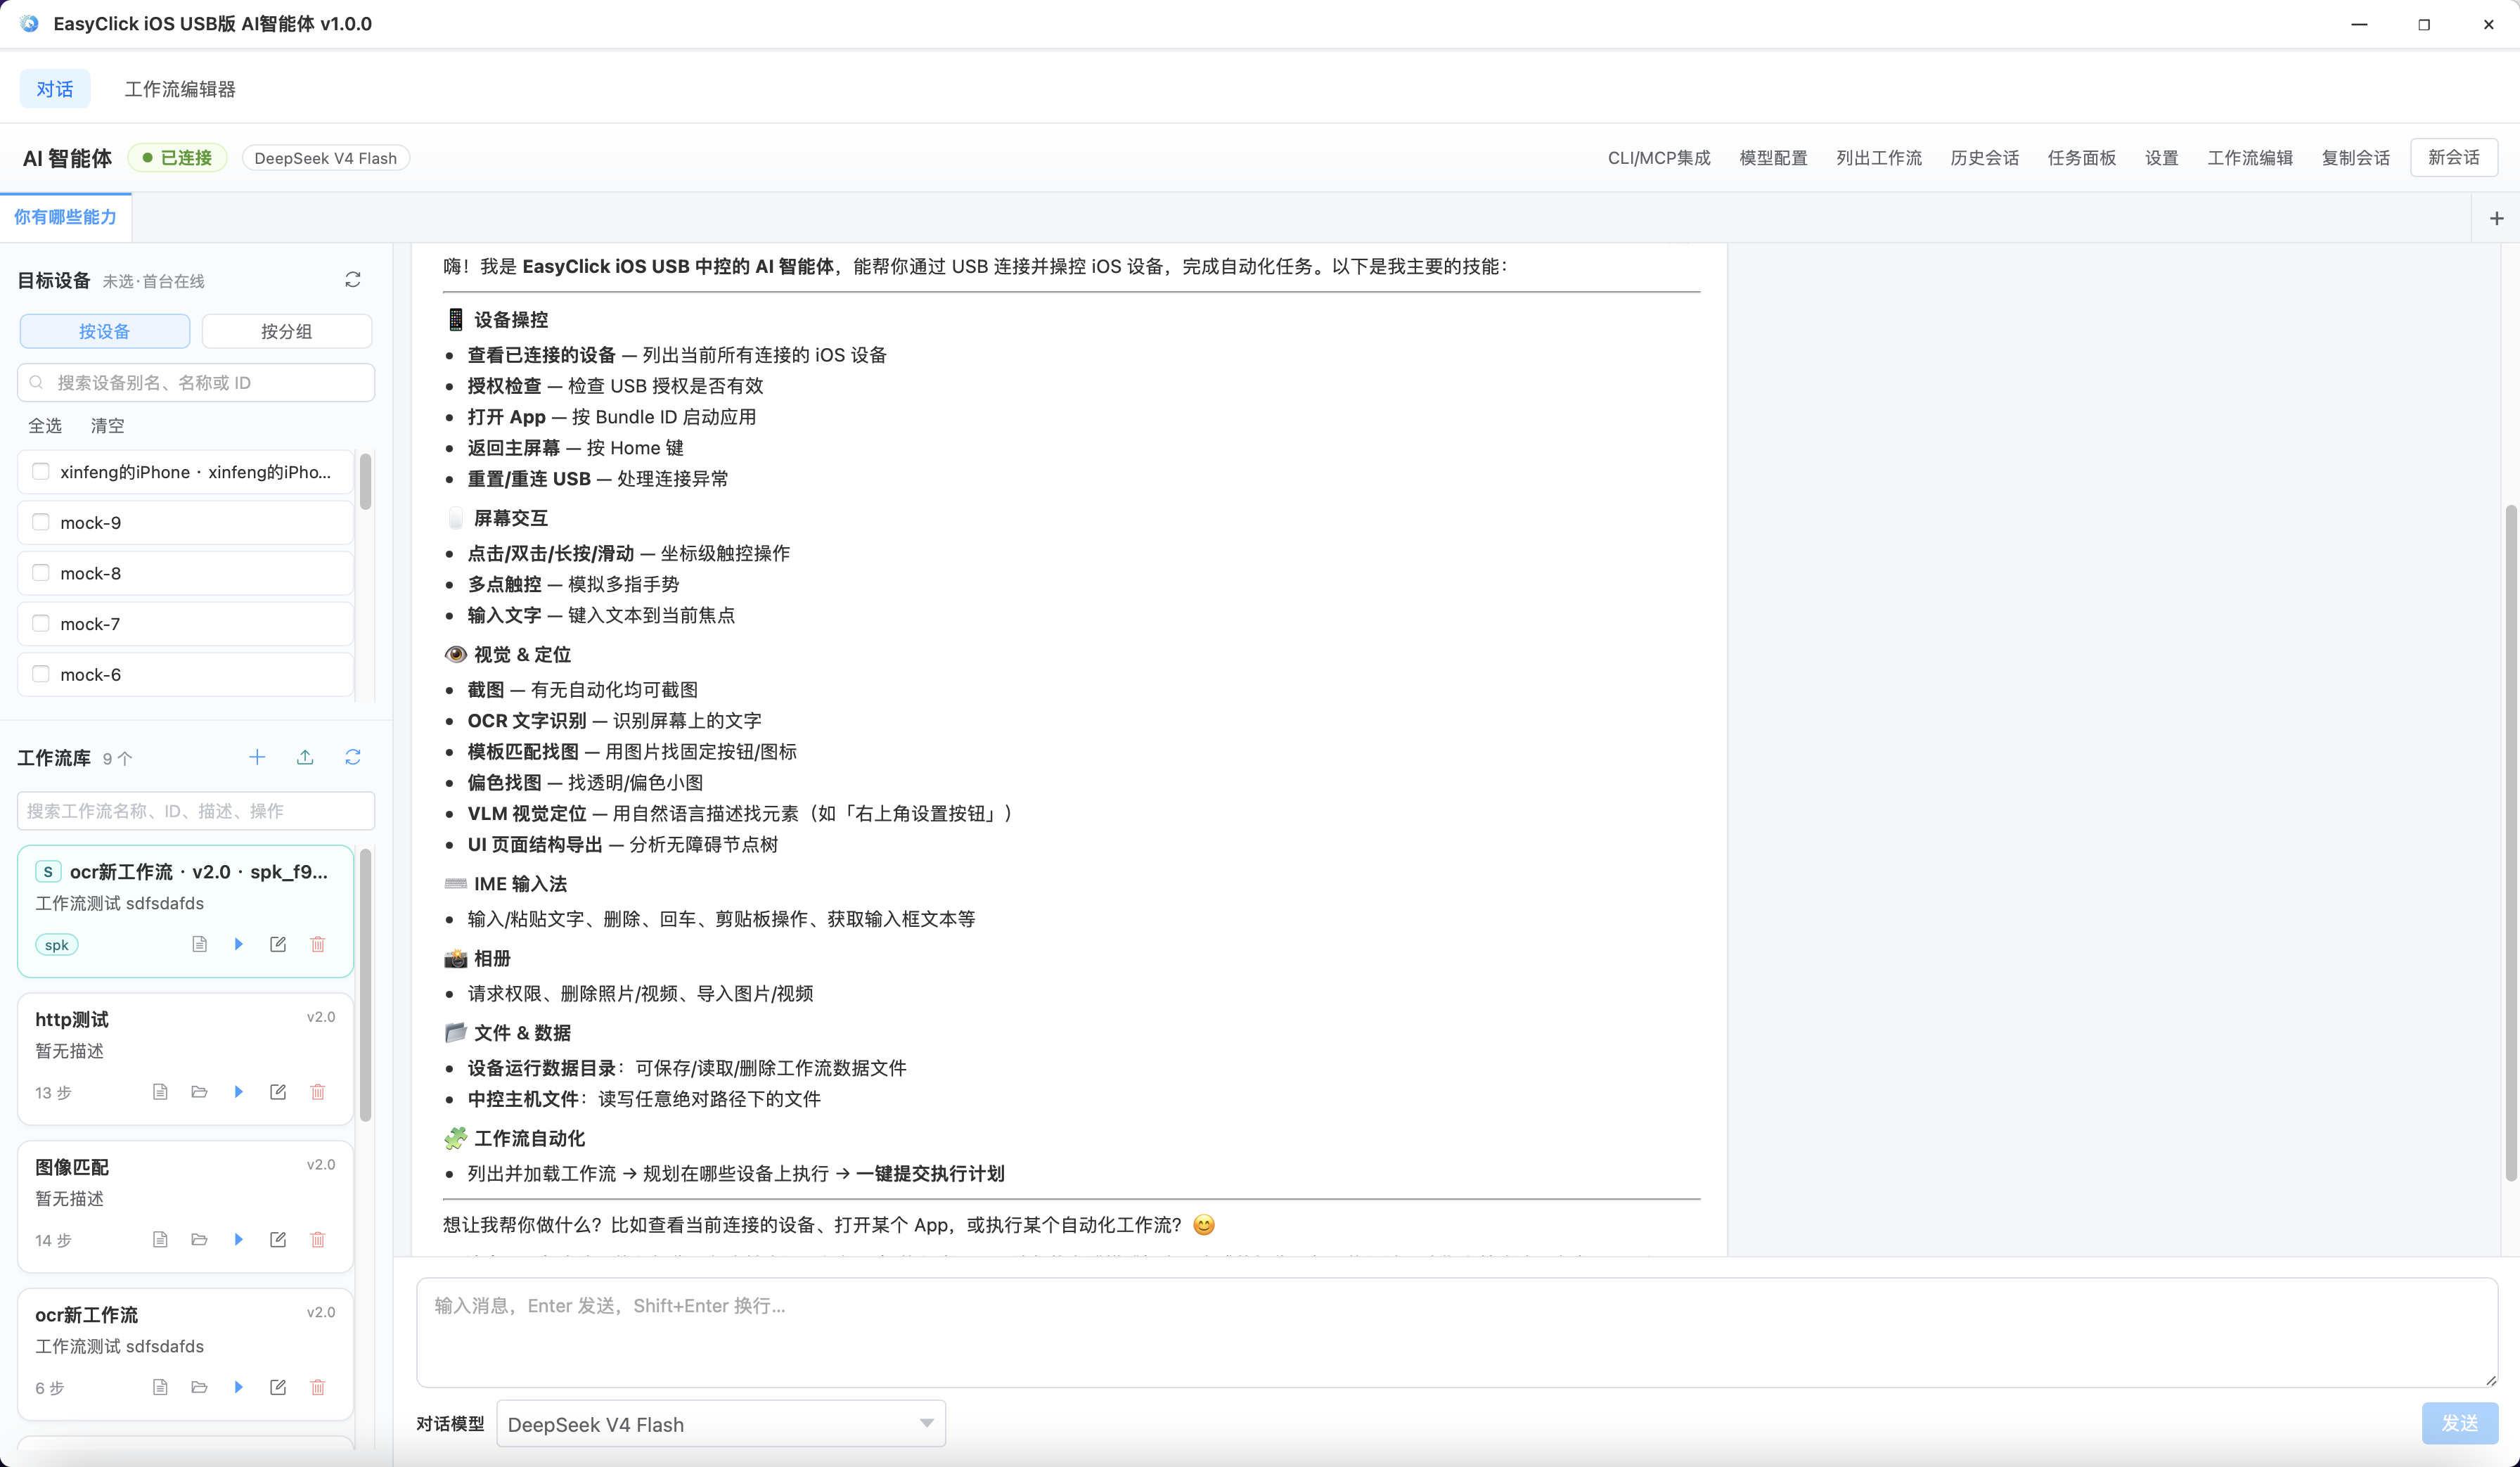 EasyClick iOS USB版 AI智能体 v1.0.0
对话 工作流编辑器
AI 智能体 已连接 DeepSeek V4 Flash CLI/MCP集成 模型配置 列出工作流 历史会话 任务面板 设置 工作流编辑 复制会话 新会话
你有哪些能力
目标设备 未选·首台在线
按设备 按分组
搜索设备别名、名称或 ID
全选 清空
xinfeng的iPhone · xinfeng的iPho...
mock-9
mock-8
mock-7
mock-6
工作流库 9 个
搜索工作流名称、ID、描述、操作
S ocr新工作流 · v2.0 · spk_f9...
工作流测试 sdfsdafds
spk
http测试 v2.0
暂无描述
13 步
图像匹配 v2.0
暂无描述
14 步
ocr新工作流 v2.0
工作流测试 sdfsdafds
6 步
嗨！我是 EasyClick iOS USB 中控的 AI 智能体，能帮你通过 USB 连接并操控 iOS 设备，完成自动化任务。以下是我主要的技能：
📱 设备操控
• 查看已连接的设备 — 列出当前所有连接的 iOS 设备
• 授权检查 — 检查 USB 授权是否有效
• 打开 App — 按 Bundle ID 启动应用
• 返回主屏幕 — 按 Home 键
• 重置/重连 USB — 处理连接异常
屏幕交互
• 点击/双击/长按/滑动 — 坐标级触控操作
• 多点触控 — 模拟多指手势
• 输入文字 — 键入文本到当前焦点
👁️ 视觉 & 定位
• 截图 — 有无自动化均可截图
• OCR 文字识别 — 识别屏幕上的文字
• 模板匹配找图 — 用图片找固定按钮/图标
• 偏色找图 — 找透明/偏色小图
• VLM 视觉定位 — 用自然语言描述找元素（如「右上角设置按钮」）
• UI 页面结构导出 — 分析无障碍节点树
⌨️ IME 输入法
• 输入/粘贴文字、删除、回车、剪贴板操作、获取输入框文本等
📸 相册
• 请求权限、删除照片/视频、导入图片/视频
📂 文件 & 数据
• 设备运行数据目录：可保存/读取/删除工作流数据文件
• 中控主机文件：读写任意绝对路径下的文件
🧩 工作流自动化
• 列出并加载工作流 → 规划在哪些设备上执行 → 一键提交执行计划
想让我帮你做什么？比如查看当前连接的设备、打开某个 App，或执行某个自动化工作流？😊
输入消息，Enter 发送，Shift+Enter 换行...
对话模型 DeepSeek V4 Flash 发送